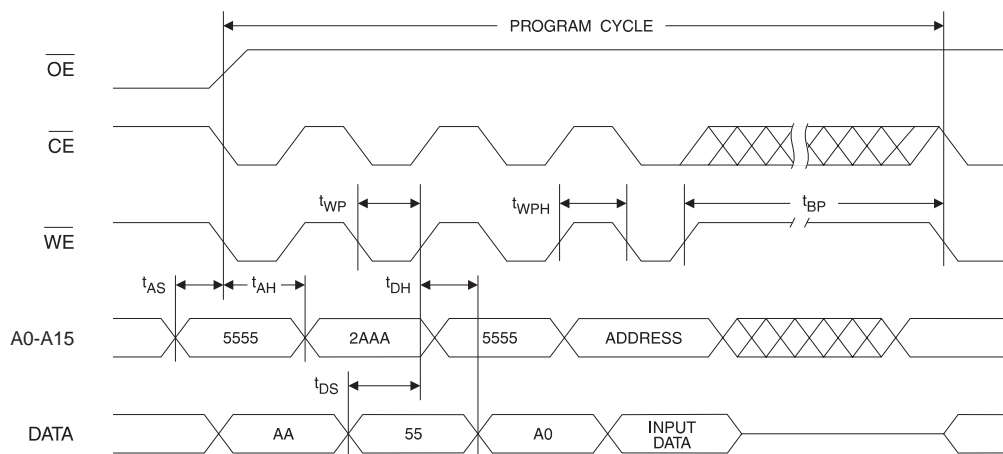 PROGRAM CYCLE
OE
CE
tWP
tWPH
tBP
WE
tAS
tAH
tDH
A0-A15
5555
2AAA
5555
ADDRESS
tDS
DATA
AA
55
A0
INPUT
DATA